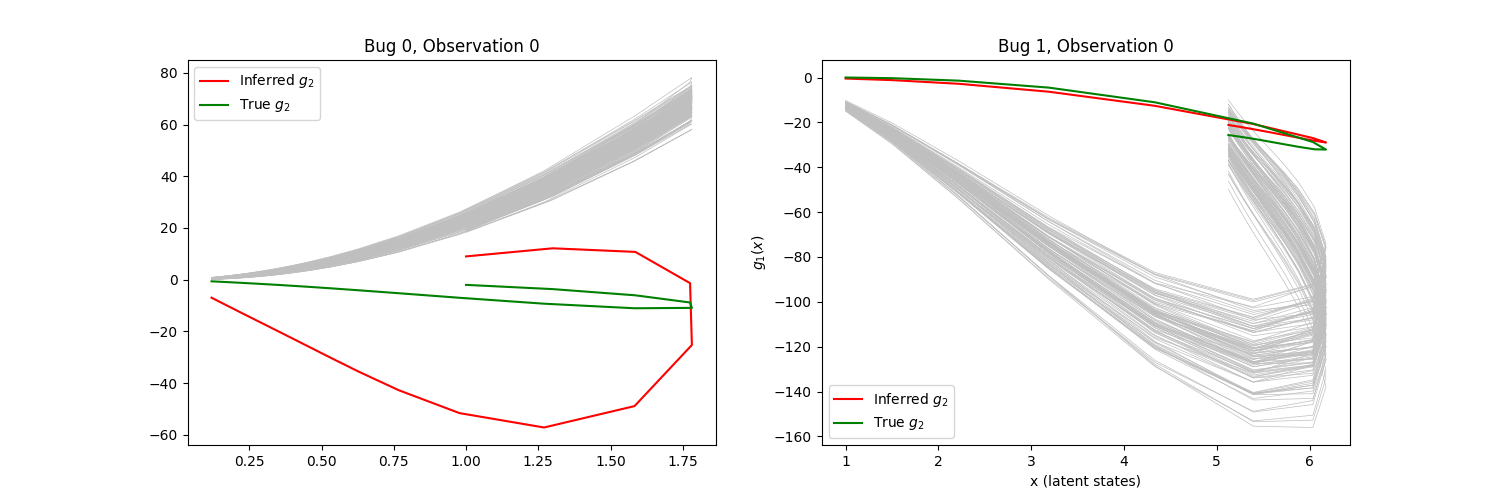 Bug 0, Observation 0
Inferred g₂
True g₂
80
60
40
20
0
−20
−40
−60
0.25 0.50 0.75 1.00 1.25 1.50 1.75
Bug 1, Observation 0
g₁(x)
0
−20
−40
−60
−80
−100
−120
−140
−160
Inferred g₂
True g₂
1 2 3 4 5 6
x (latent states)